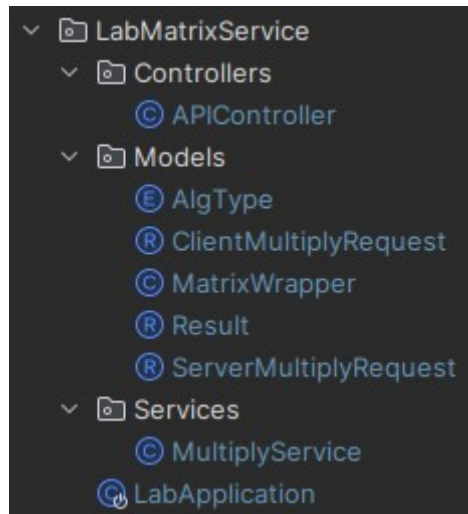 LabMatrixService
Controllers
C APIController
Models
E AlgType
R ClientMultiplyRequest
C MatrixWrapper
R Result
R ServerMultiplyRequest
Services
C MultiplyService
C LabApplication